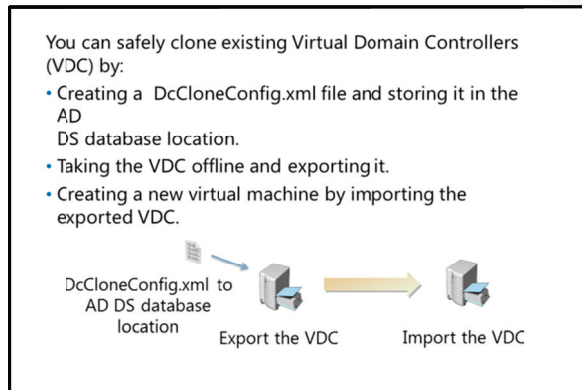 You can safely clone existing Virtual Domain Controllers
(VDC) by:
• Creating a DcCloneConfig.xml file and storing it in the
AD
DS database location.
• Taking the VDC offline and exporting it.
• Creating a new virtual machine by importing the
exported VDC.
DcCloneConfig.xml to
AD DS database
location
Export the VDC
Import the VDC